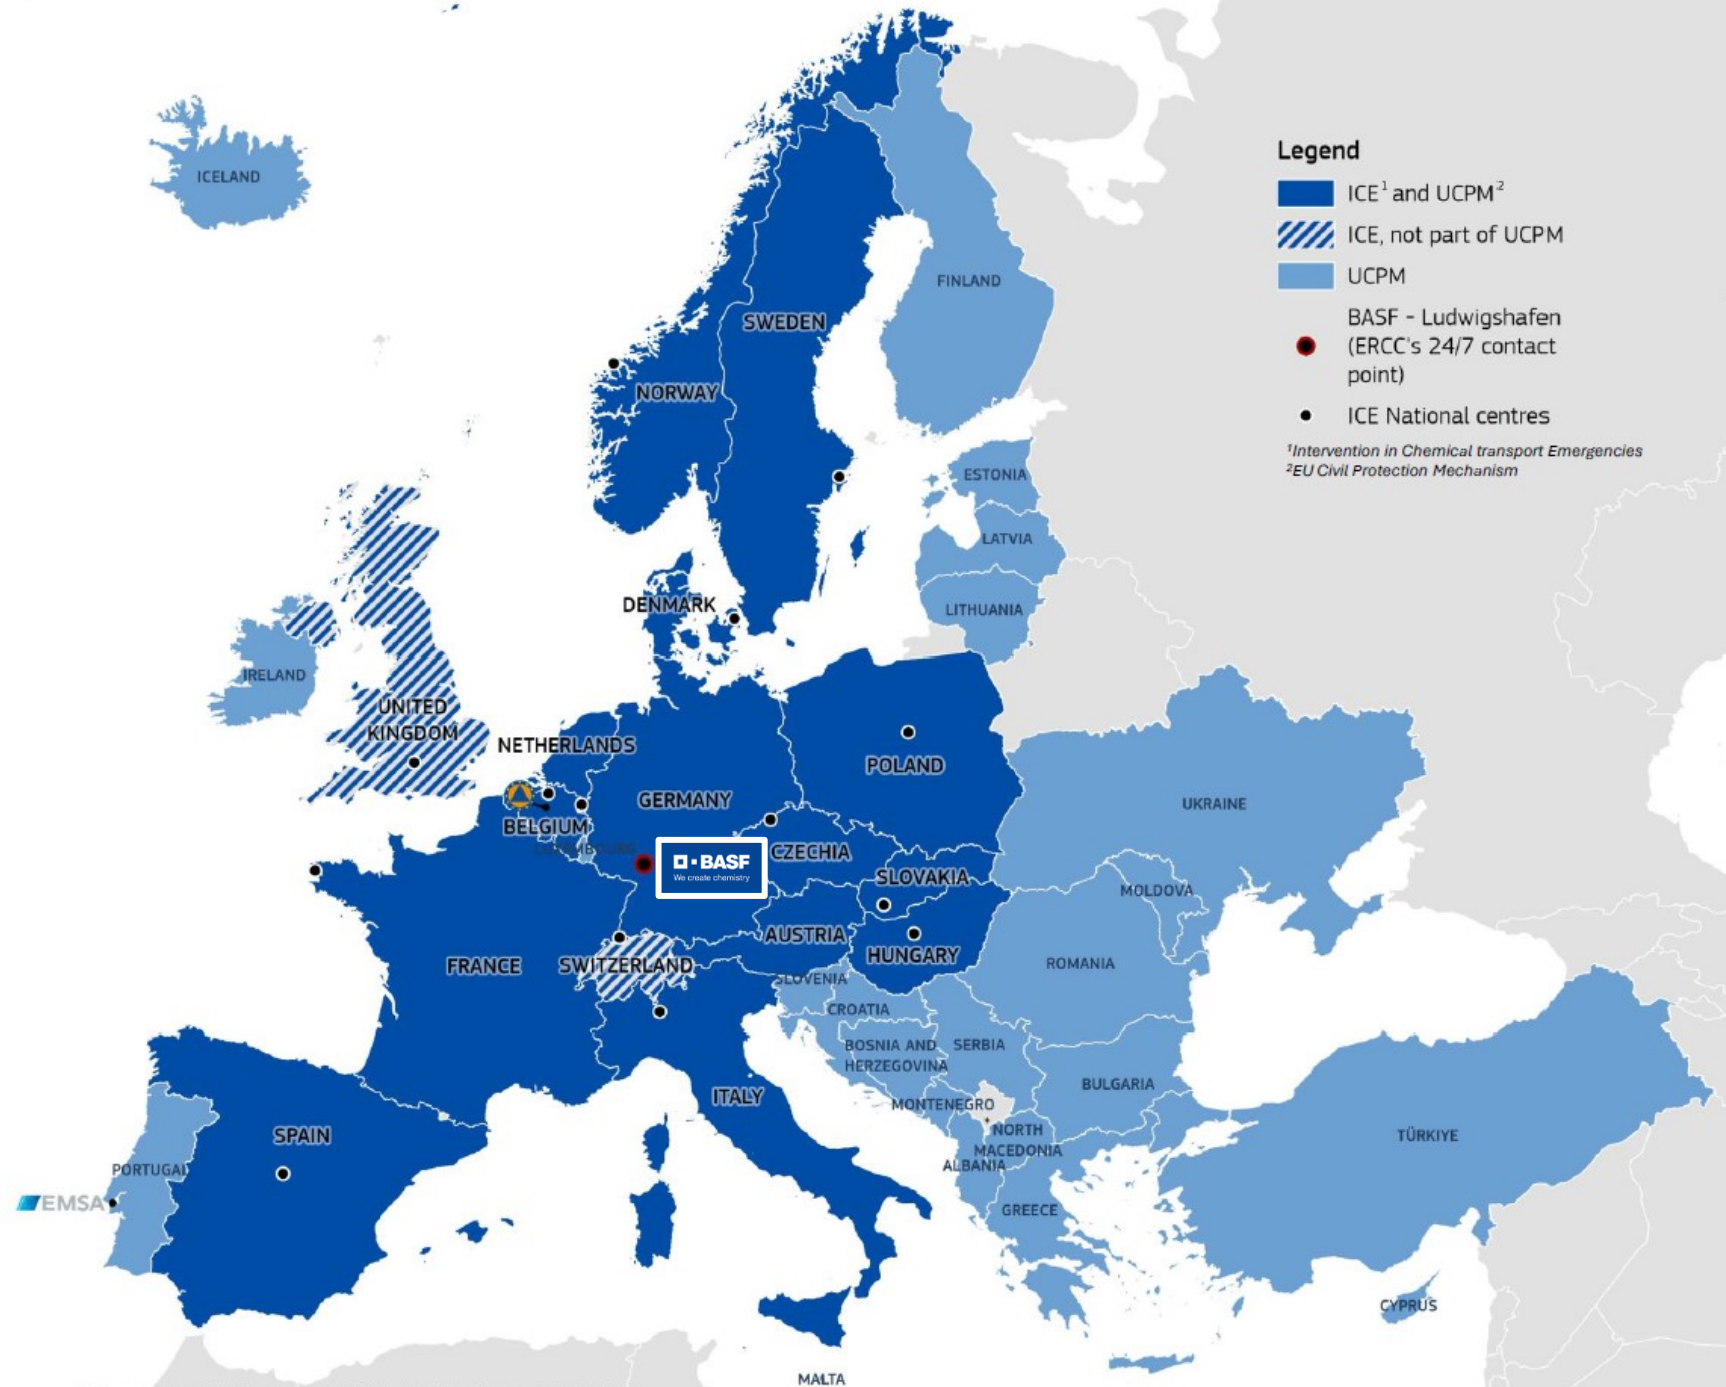 ICELAND
Legend
ICE¹ and UCPM²
ICE, not part of UCPM
UCPM
BASF - Ludwigshafen
(ERCC's 24/7 contact
point)
ICE National centres
¹Intervention in Chemical transport Emergencies
²EU Civil Protection Mechanism
FINLAND
SWEDEN
NORWAY
ESTONIA
LATVIA
LITHUANIA
DENMARK
IRELAND
UNITED
KINGDOM
NETHERLANDS
POLAND
GERMANY
UKRAINE
BELGIUM
LUXEMBOURG
BASF
We create chemistry
CZECHIA
SLOVAKIA
MOLDOVA
AUSTRIA
HUNGARY
FRANCE
SWITZERLAND
ROMANIA
SLOVENIA
CROATIA
BOSNIA AND
HERZEGOVINA
SERBIA
BULGARIA
ITALY
MONTENEGRO
NORTH
MACEDONIA
ALBANIA
SPAIN
TÜRKIYE
PORTUGAL
EMSA
GREECE
CYPRUS
MALTA